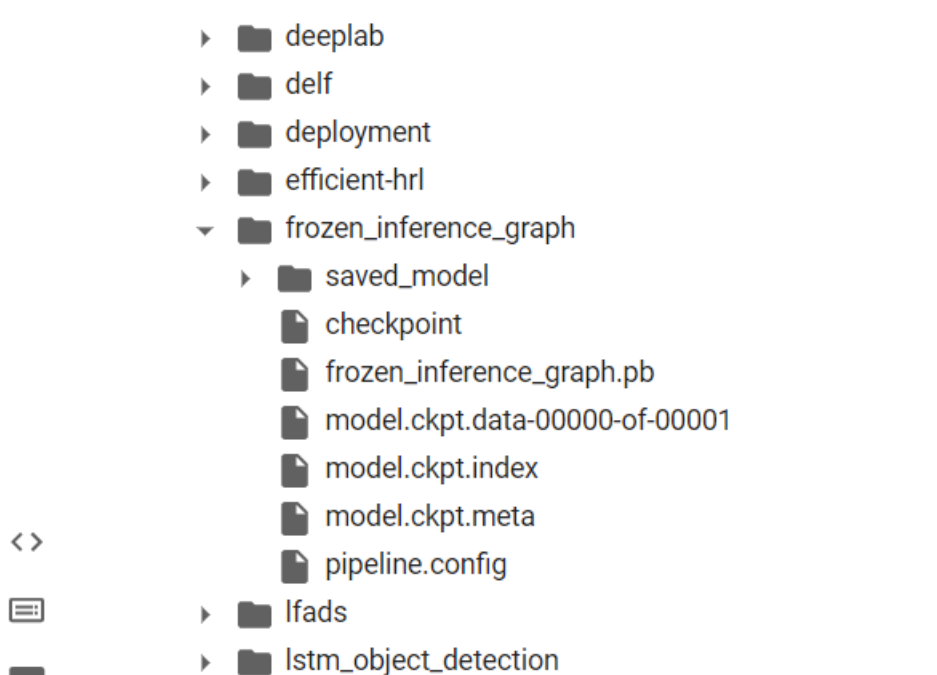 deeplab
delf
deployment
efficient-hrl
frozen_inference_graph
saved_model
checkpoint
frozen_inference_graph.pb
model.ckpt.data-00000-of-00001
model.ckpt.index
model.ckpt.meta
pipeline.config
lfads
lstm_object_detection